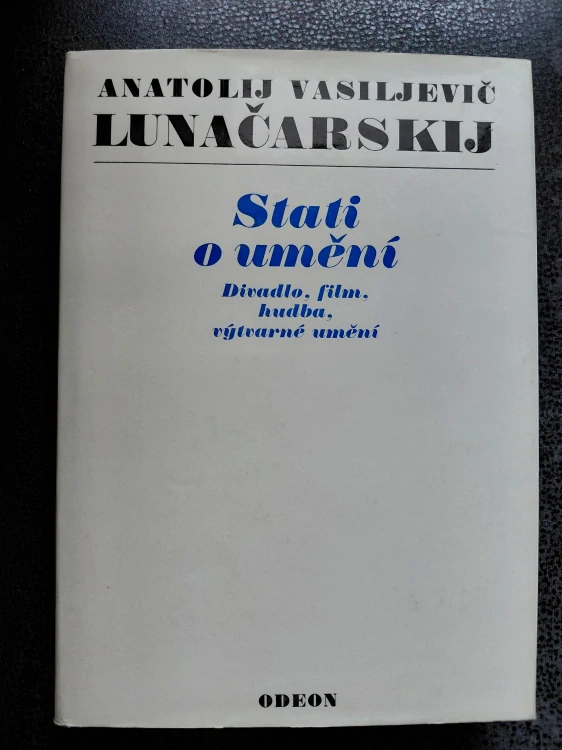 ANATOLIJ VASILJEVIČ
LUNAČARSKIJ
Stati
o umění
Divadlo, film,
hudba,
výtvarné umění
ODEON